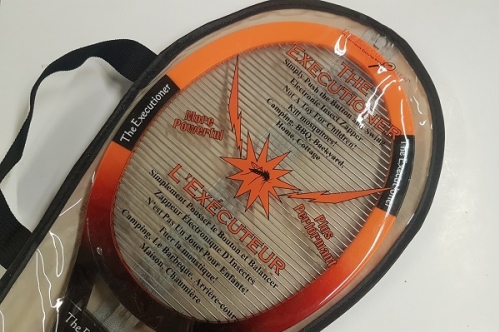 THE
EXECUTIONER
Simply Push the Button and Swing
Electronic Insect Zapper
Not A Toy For Children!
Kill mosquitoes!
Camping, BBQ, Backyard,
Home, Cottage
More
Powerful
Plus
Performant
L'EXÉCUTEUR
Simplement Pousser le Bouton et Balancer
Zappeur Électronique D'Insectes
N'est Pas Un Jouet Pour Enfants!
Tuer la moustique!
Camping, Le Barbecue, Arrière-cour
Maison, Chaumière
The Executioner
The Executioner
The Executioner